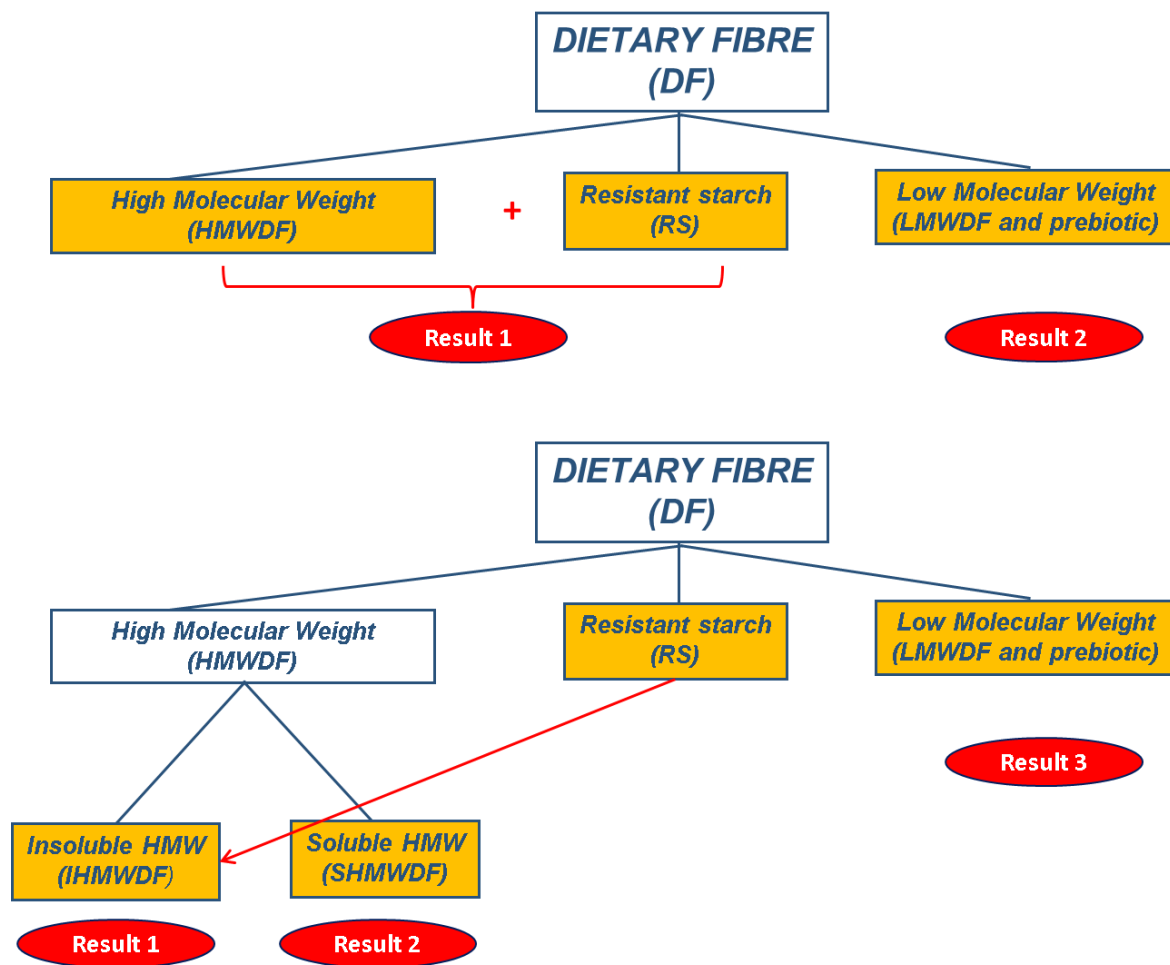 DIETARY FIBRE
(DF)
High Molecular Weight
(HMWDF)
+
Resistant starch
(RS)
Low Molecular Weight
(LMWDF and prebiotic)
Result 1
Result 2
DIETARY FIBRE
(DF)
High Molecular Weight
(HMWDF)
Resistant starch
(RS)
Low Molecular Weight
(LMWDF and prebiotic)
Result 3
Insoluble HMW
(IHMWDF)
Soluble HMW
(SHMWDF)
Result 1
Result 2